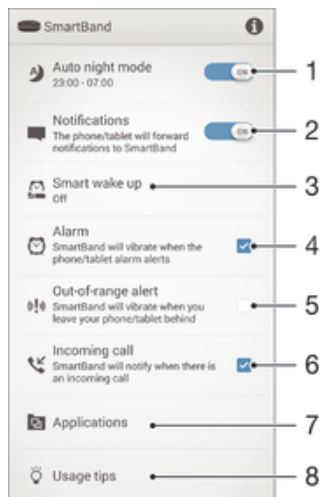 SmartBand
Auto night mode
23:00 - 07:00
ON
1
Notifications
The phone/tablet will forward
notifications to SmartBand
ON
2
Smart wake up
Off
3
Alarm
SmartBand will vibrate when the
phone/tablet alarm alerts
4
Out-of-range alert
SmartBand will vibrate when you
leave your phone/tablet behind
5
Incoming call
SmartBand will notify when there is
an incoming call
6
Applications
7
Usage tips
8